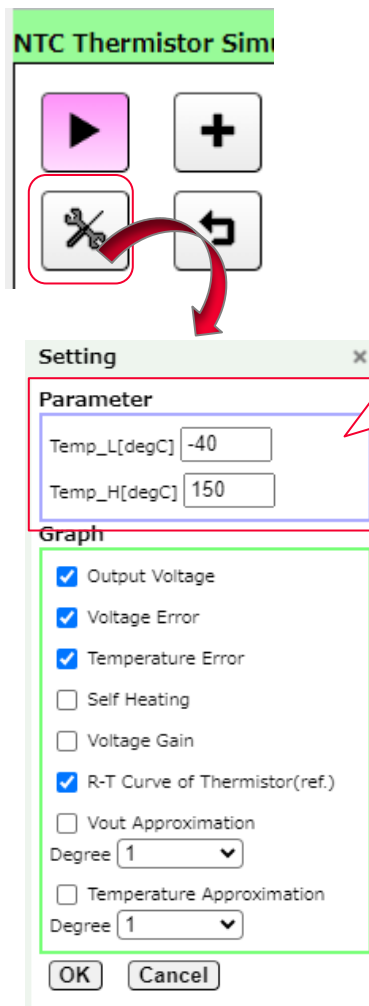 NTC Thermistor Sim
Setting
Parameter
Temp_L[degC] -40
Temp_H[degC] 150
Graph
Output Voltage
Voltage Error
Temperature Error
Self Heating
Voltage Gain
R-T Curve of Thermistor(ref.)
Vout Approximation
Degree 1
Temperature Approximation
Degree 1
OK Cancel